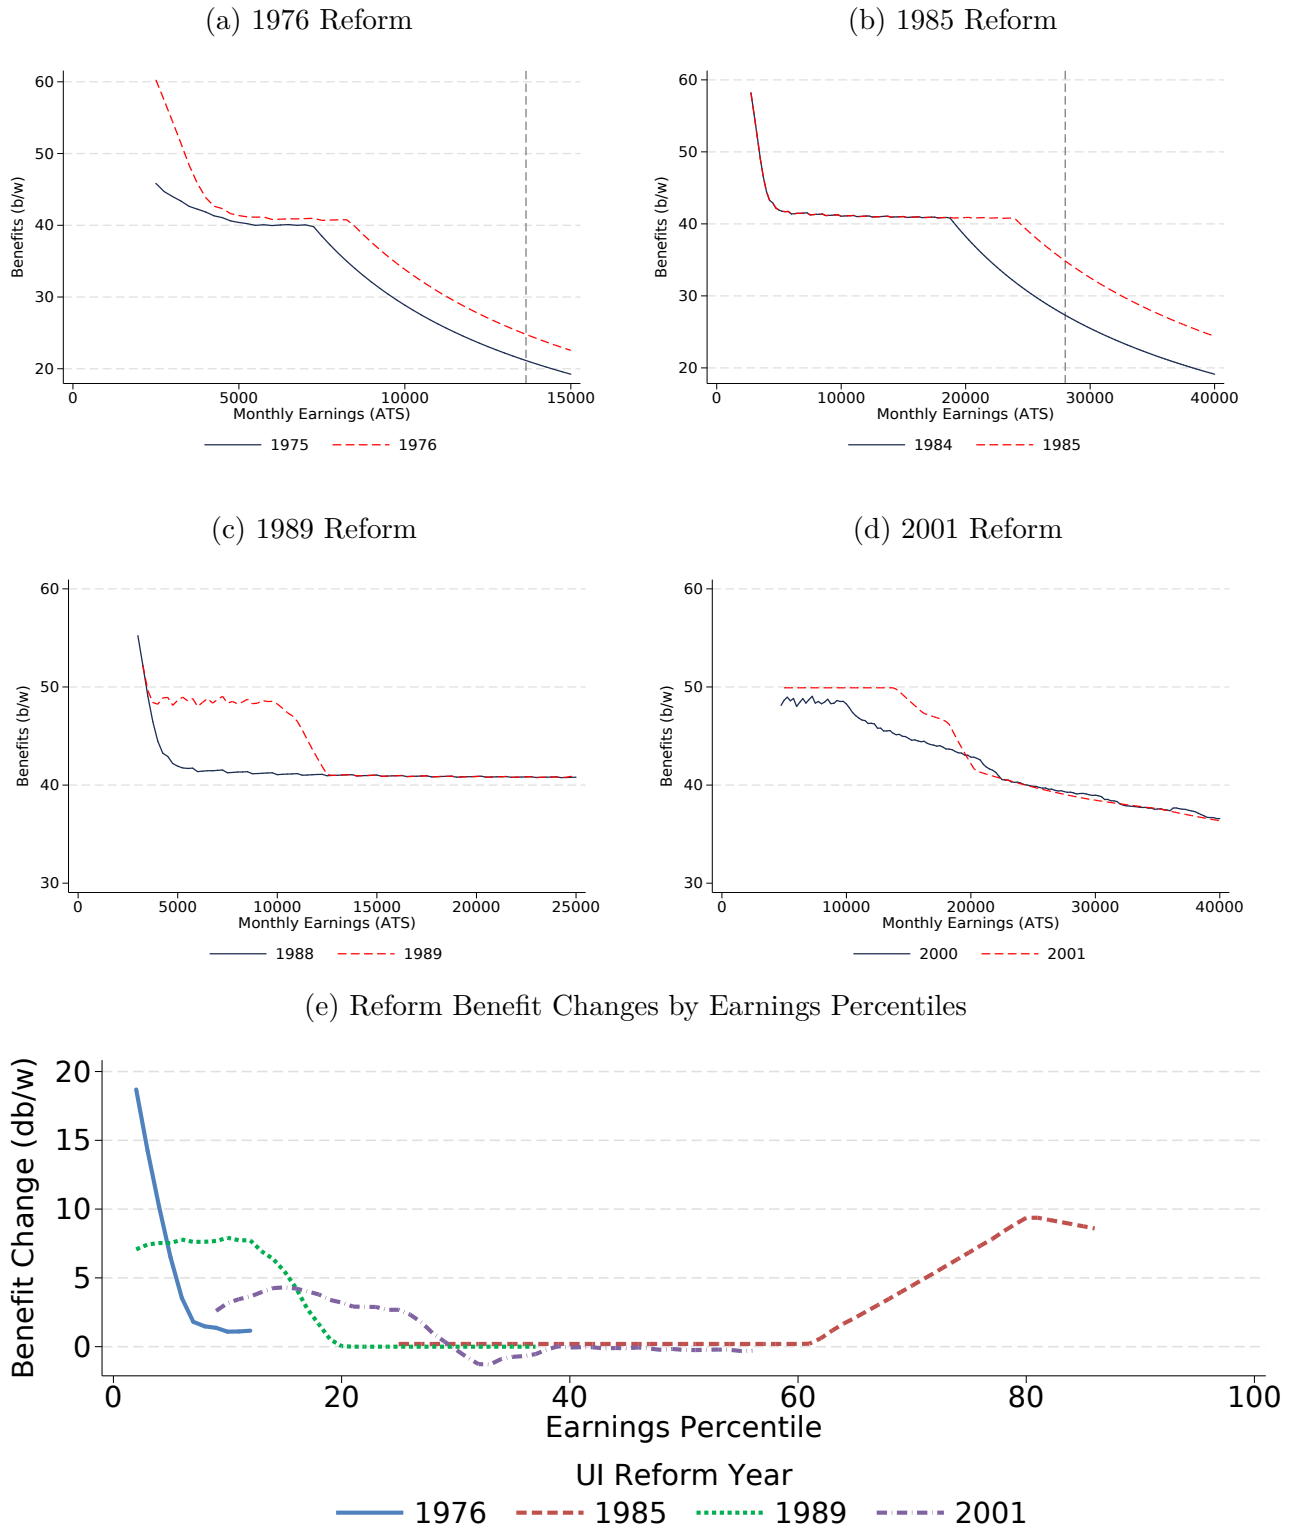 (a) 1976 Reform
60
50
40
30
20
Benefits (b/w)
0 5000 10000 15000
Monthly Earnings (ATS)
1975 1976
(b) 1985 Reform
60
50
40
30
20
Benefits (b/w)
0 10000 20000 30000 40000
Monthly Earnings (ATS)
1984 1985
(c) 1989 Reform
60
50
40
30
Benefits (b/w)
0 5000 10000 15000 20000 25000
Monthly Earnings (ATS)
1988 1989
(d) 2001 Reform
60
50
40
30
Benefits (b/w)
0 10000 20000 30000 40000
Monthly Earnings (ATS)
2000 2001
(e) Reform Benefit Changes by Earnings Percentiles
20
15
10
5
0
Benefit Change (db/w)
0 20 40 60 80 100
Earnings Percentile
UI Reform Year
1976 1985 1989 2001